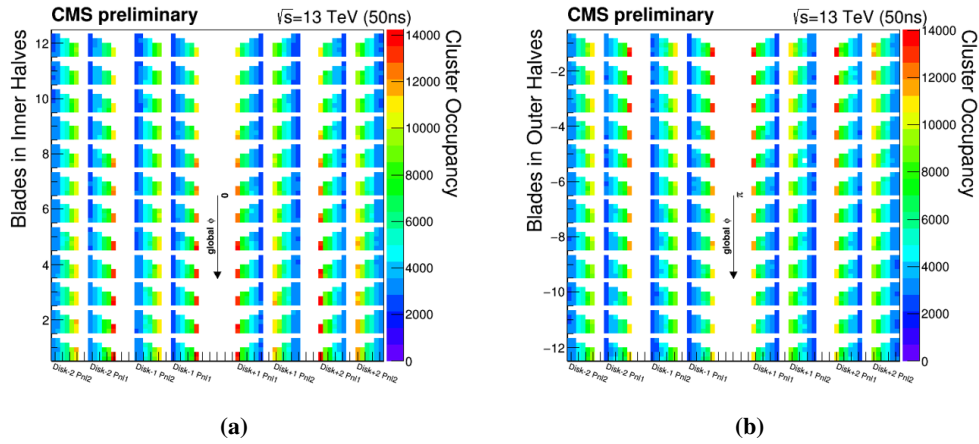 CMS preliminary
√s=13 TeV (50ns)
Blades in Inner Halves
12
10
8
6
4
2
global ϕ
0
Disk-2 Pnl2
Disk-2 Pnl1
Disk-1 Pnl2
Disk-1 Pnl1
Disk+1 Pnl1
Disk+1 Pnl2
Disk+2 Pnl1
Disk+2 Pnl2
14000
12000
10000
8000
6000
4000
2000
0
Cluster Occupancy
(a)
CMS preliminary
√s=13 TeV (50ns)
Blades in Outer Halves
−2
−4
−6
−8
−10
−12
global ϕ
π
Disk-2 Pnl2
Disk-2 Pnl1
Disk-1 Pnl2
Disk-1 Pnl1
Disk+1 Pnl1
Disk+1 Pnl2
Disk+2 Pnl1
Disk+2 Pnl2
14000
12000
10000
8000
6000
4000
2000
0
Cluster Occupancy
(b)